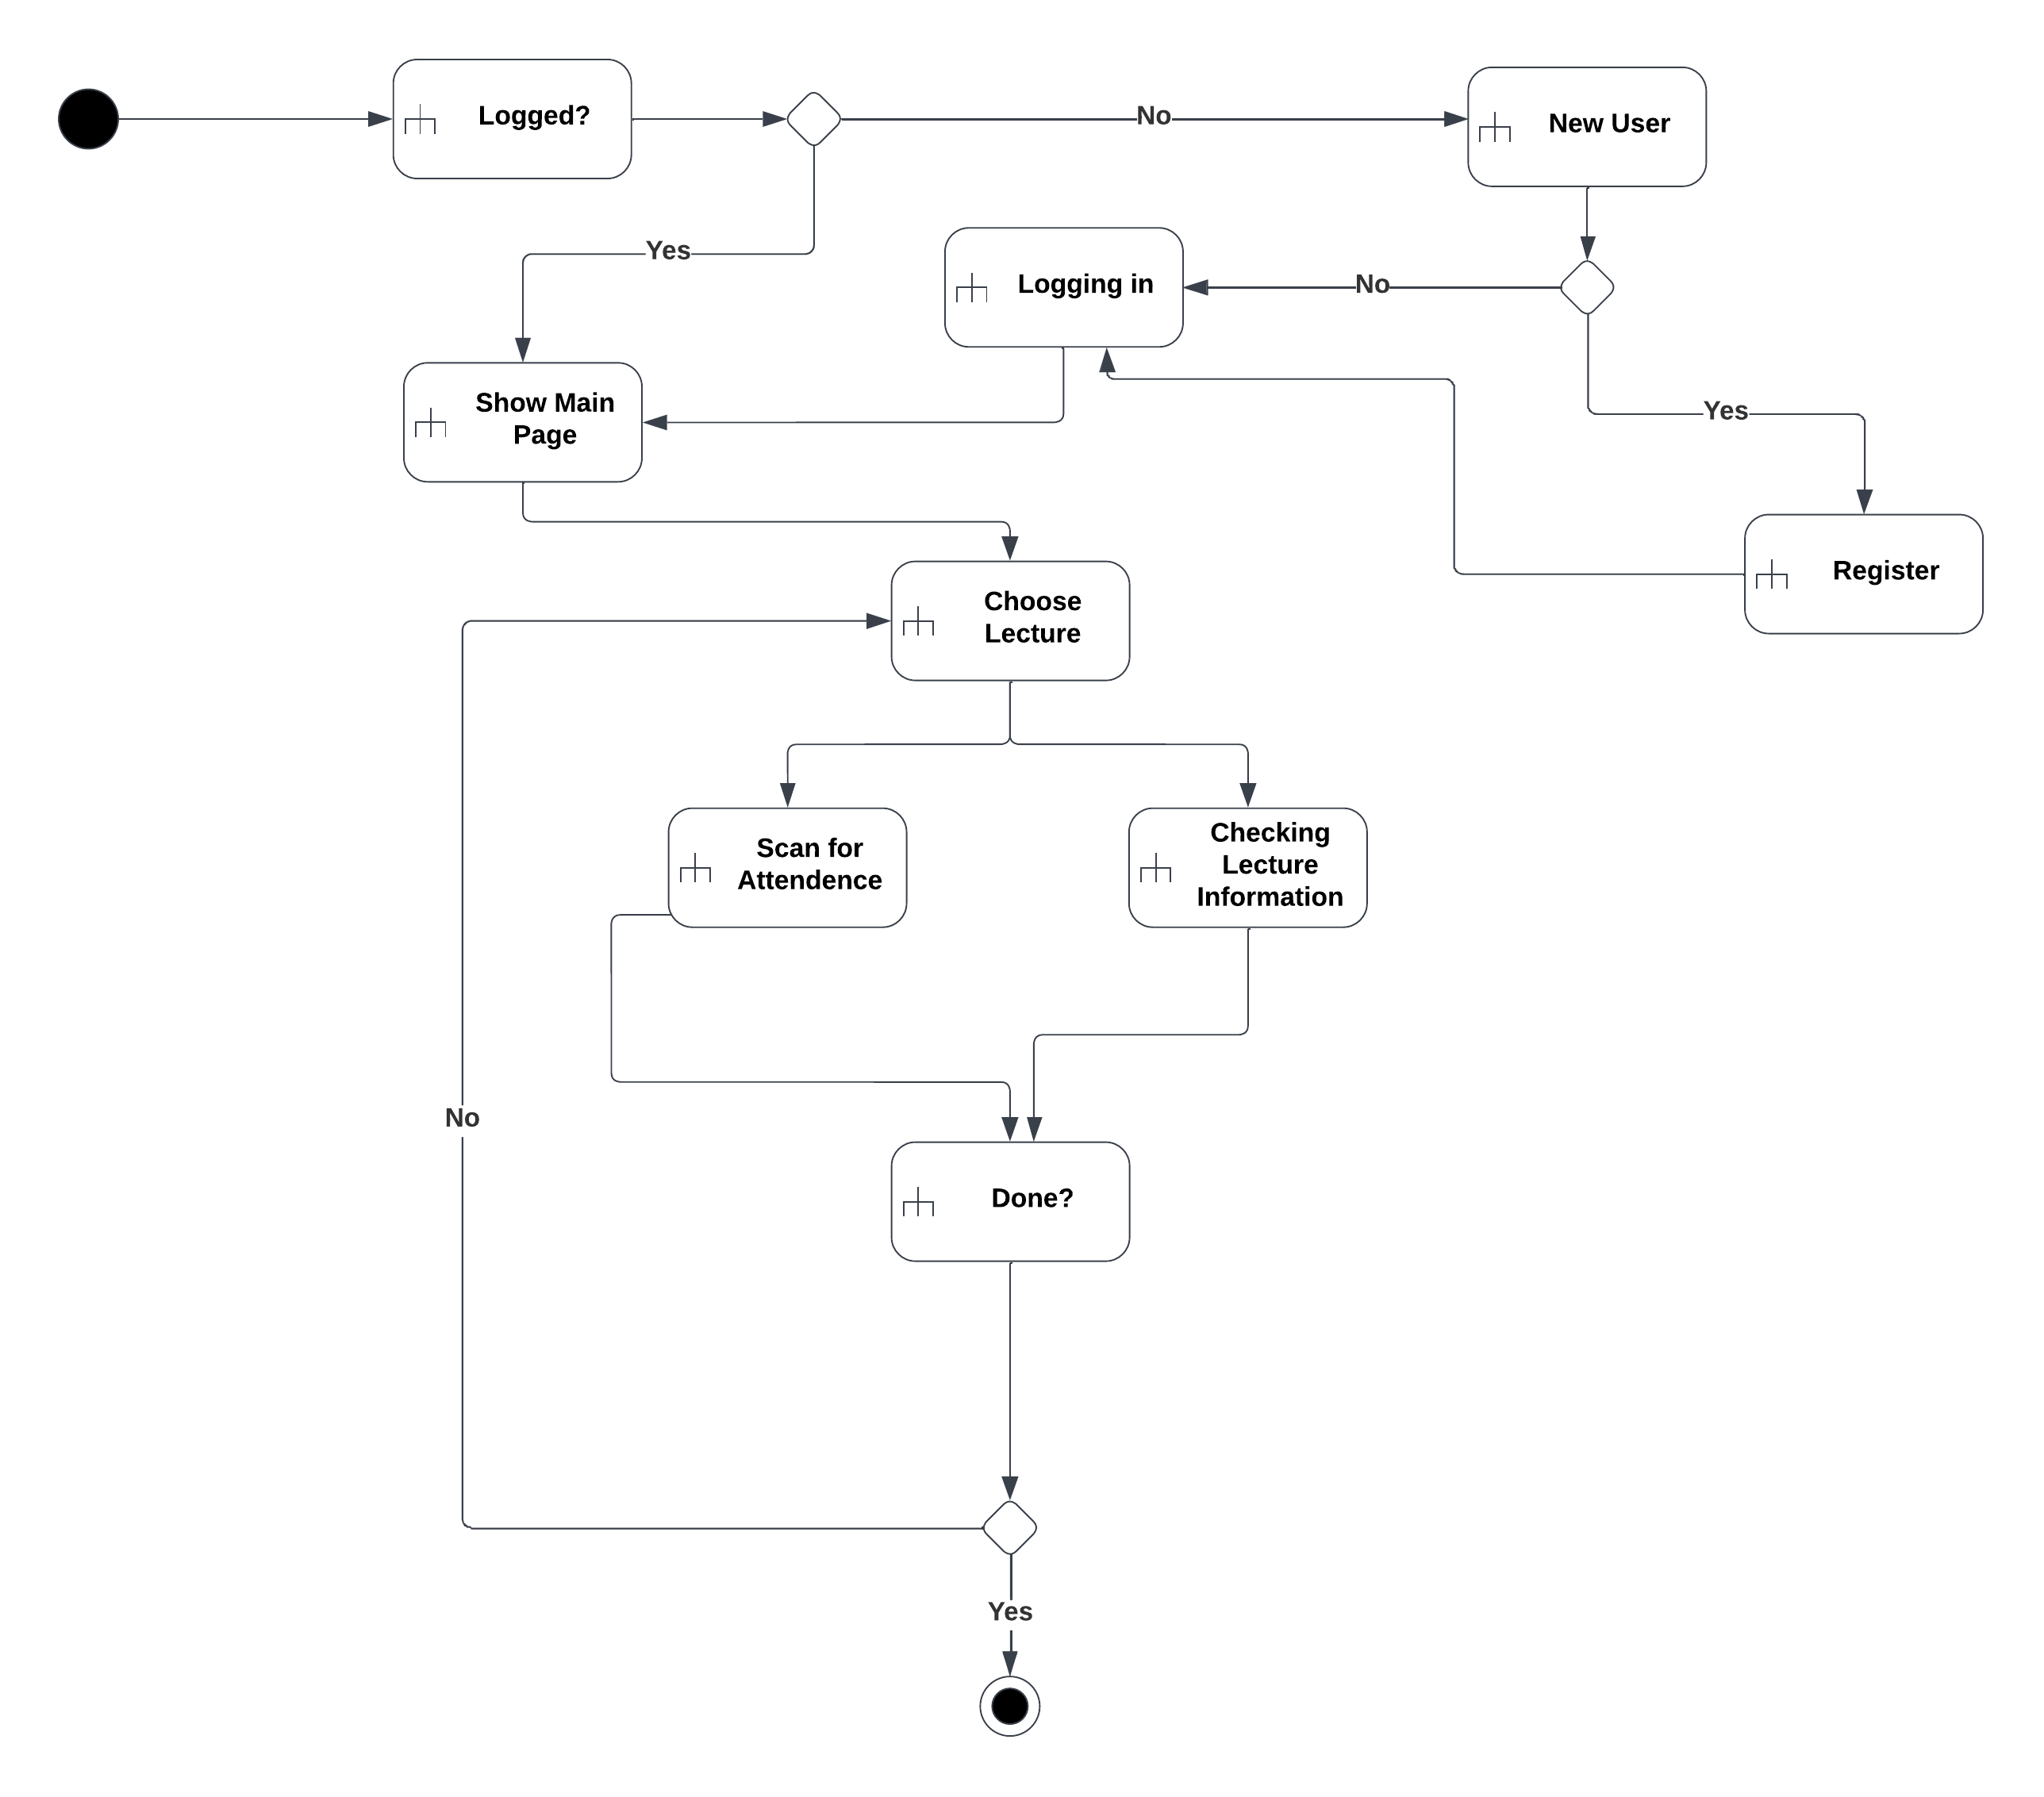 Logged?
No
New User
Yes
Logging in
No
Show Main
Page
Yes
Register
Choose
Lecture
Scan for
Attendence
Checking
Lecture
Information
No
Done?
Yes